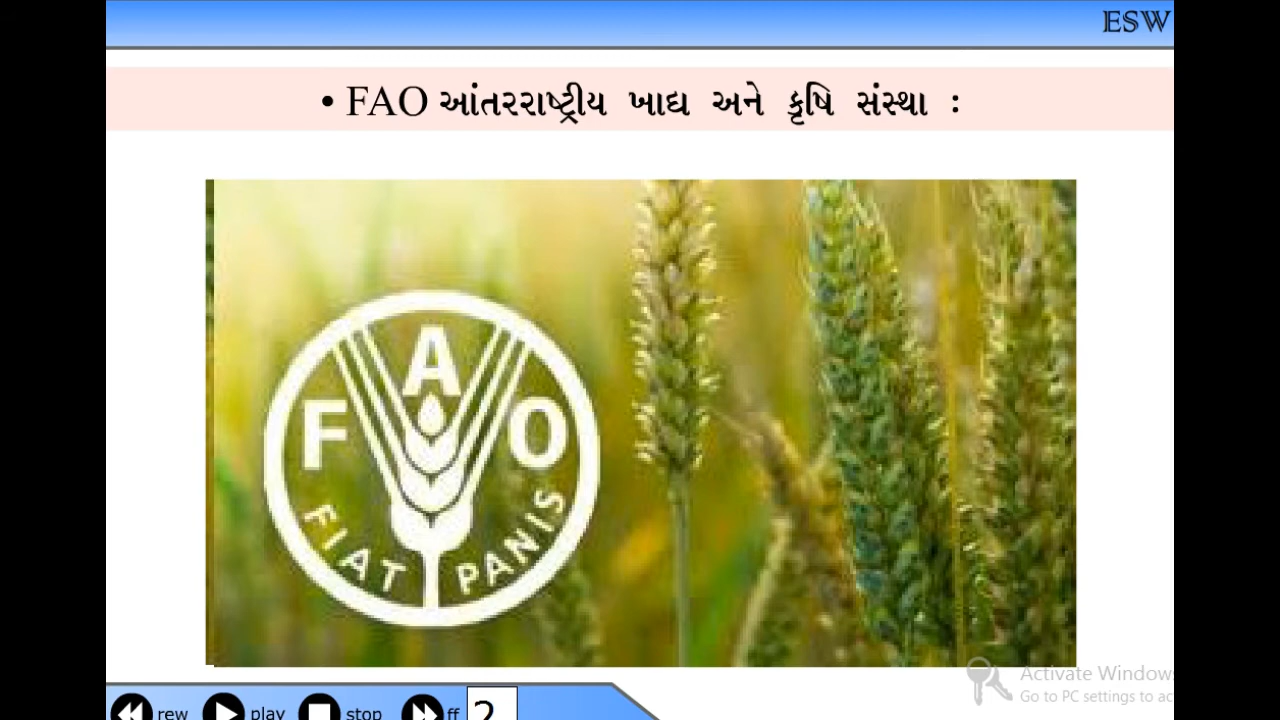 ESW
• FAO આંતરરાષ્ટ્રીય ખાદ્ય અને કૃષિ સંસ્થા :
F A O
FIAT PANIS
Activate Windows
Go to PC settings to ac
rew play stop ff 2